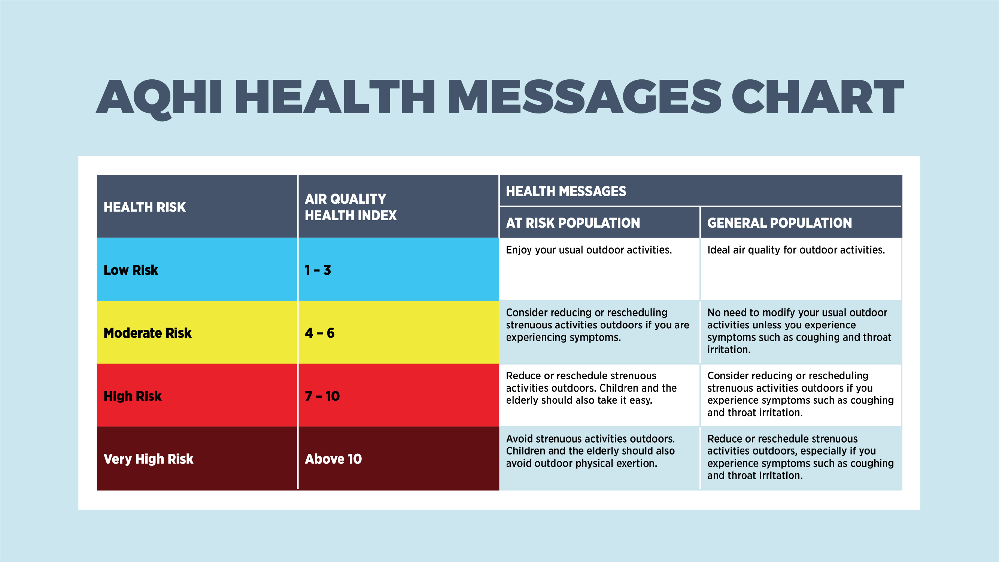 AQHI HEALTH MESSAGES CHART
HEALTH RISK
AIR QUALITY
HEALTH INDEX
HEALTH MESSAGES
AT RISK POPULATION
GENERAL POPULATION
Low Risk
1 – 3
Enjoy your usual outdoor activities.
Ideal air quality for outdoor activities.
Moderate Risk
4 – 6
Consider reducing or rescheduling
strenuous activities outdoors if you are
experiencing symptoms.
No need to modify your usual outdoor
activities unless you experience
symptoms such as coughing and throat
irritation.
High Risk
7 – 10
Reduce or reschedule strenuous
activities outdoors. Children and the
elderly should also take it easy.
Consider reducing or rescheduling
strenuous activities outdoors if you
experience symptoms such as coughing
and throat irritation.
Very High Risk
Above 10
Avoid strenuous activities outdoors.
Children and the elderly should also
avoid outdoor physical exertion.
Reduce or reschedule strenuous
activities outdoors, especially if you
experience symptoms such as coughing
and throat irritation.